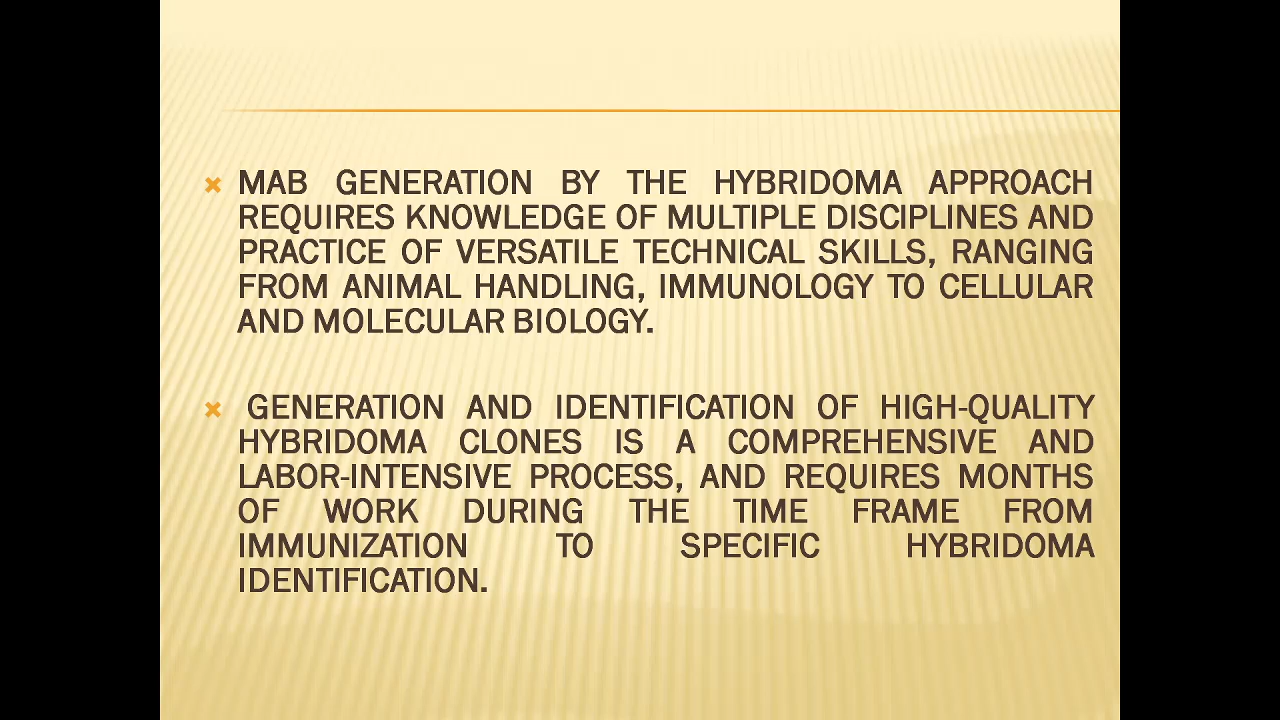 MAB GENERATION BY THE HYBRIDOMA APPROACH
REQUIRES KNOWLEDGE OF MULTIPLE DISCIPLINES AND
PRACTICE OF VERSATILE TECHNICAL SKILLS, RANGING
FROM ANIMAL HANDLING, IMMUNOLOGY TO CELLULAR
AND MOLECULAR BIOLOGY.
GENERATION AND IDENTIFICATION OF HIGH-QUALITY
HYBRIDOMA CLONES IS A COMPREHENSIVE AND
LABOR-INTENSIVE PROCESS, AND REQUIRES MONTHS
OF WORK DURING THE TIME FRAME FROM
IMMUNIZATION TO SPECIFIC HYBRIDOMA
IDENTIFICATION.